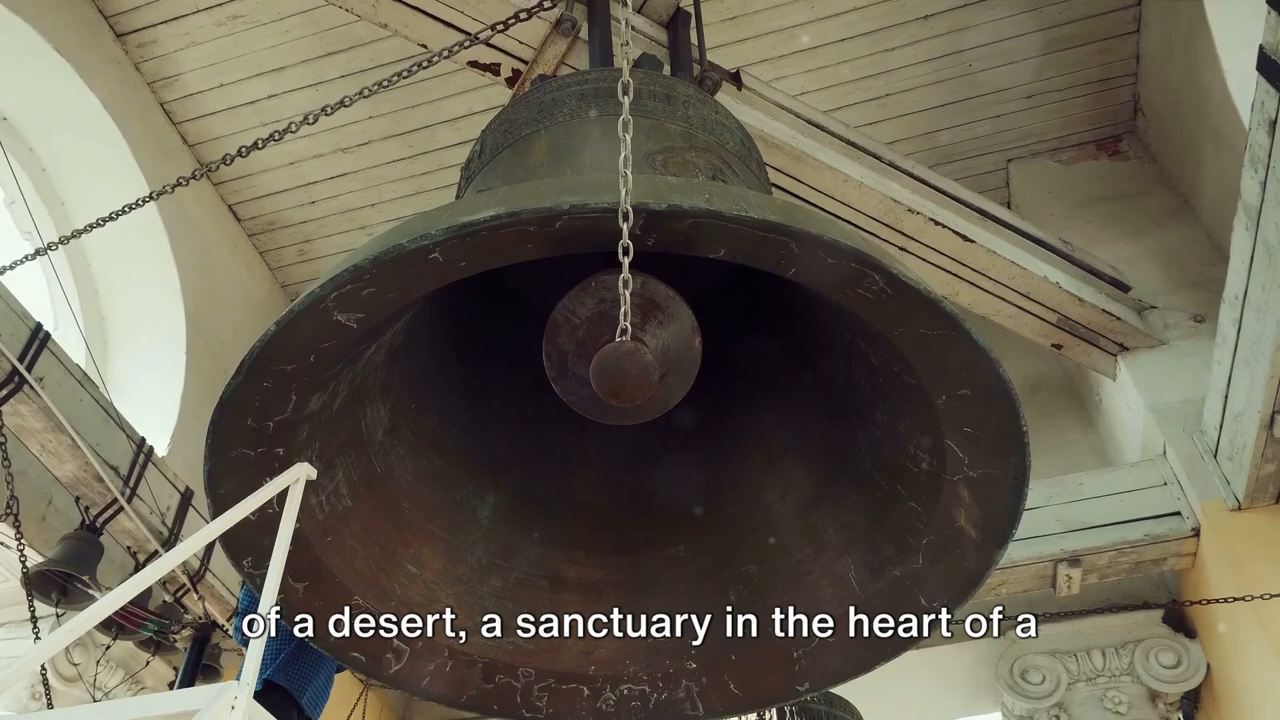 of a desert, a sanctuary in the heart of a